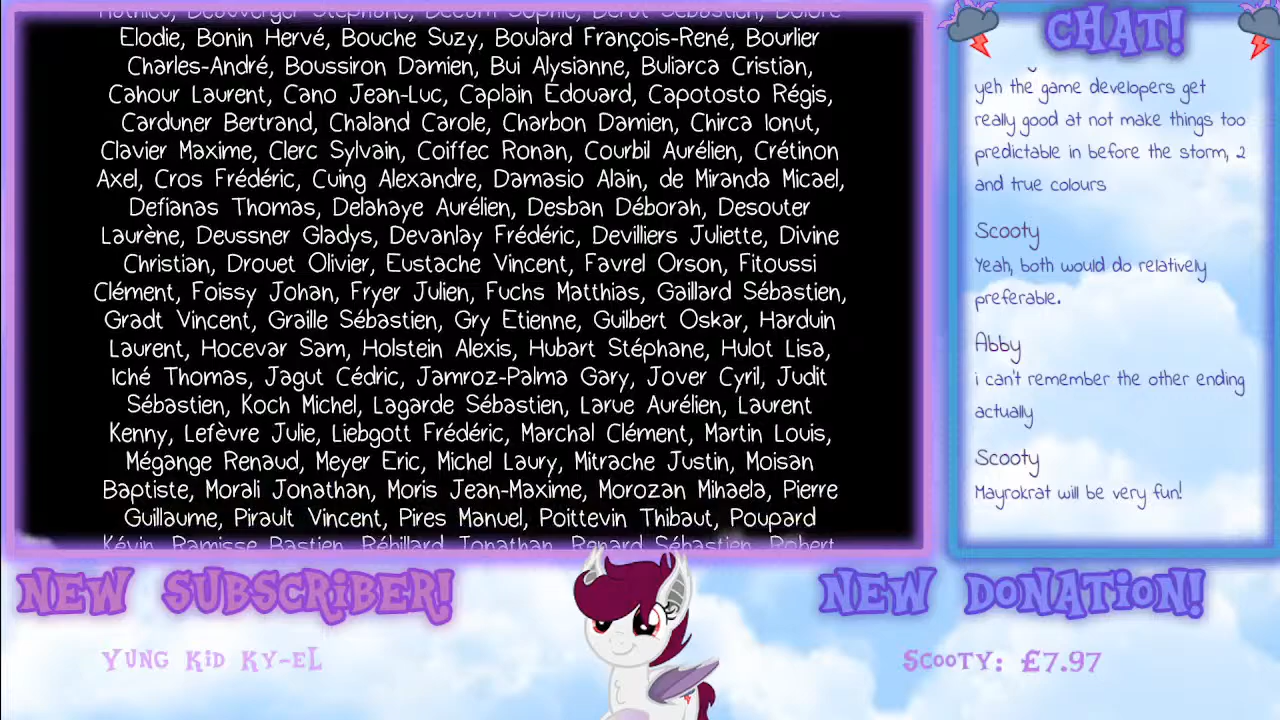 Elodie, Bonin Hervé, Bouche Suzy, Boulard François-René, Bourlier
Charles-André, Boussiron Damien, Bui Alysianne, Buliarca Cristian,
Cahour Laurent, Cano Jean-Luc, Caplain Edouard, Capotosto Régis,
Carduner Bertrand, Chaland Carole, Charbon Damien, Chirca Ionut,
Clavier Maxime, Clerc Sylvain, Coiffec Ronan, Courbil Aurélien, Crétinon
Axel, Cros Frédéric, Cuing Alexandre, Damasio Alain, de Miranda Micael,
Defianas Thomas, Delahaye Aurélien, Desban Déborah, Desouter
Laurène, Deussner Gladys, Devanlay Frédéric, Devilliers Juliette, Divine
Christian, Drouet Olivier, Eustache Vincent, Favrel Orson, Fitoussi
Clément, Foissy Johan, Fryer Julien, Fuchs Matthias, Gaillard Sébastien,
Gradt Vincent, Graille Sébastien, Gry Etienne, Guilbert Oskar, Harduin
Laurent, Hocevar Sam, Holstein Alexis, Hubart Stéphane, Hulot Lisa,
Iché Thomas, Jagut Cédric, Jamroz-Palma Gary, Jover Cyril, Judit
Sébastien, Koch Michel, Lagarde Sébastien, Larue Aurélien, Laurent
Kenny, Lefèvre Julie, Liebgott Frédéric, Marchal Clément, Martin Louis,
Mégange Renaud, Meyer Eric, Michel Laury, Mitrache Justin, Moisan
Baptiste, Morali Jonathan, Moris Jean-Maxime, Morozan Mihaela, Pierre
Guillaume, Pirault Vincent, Pires Manuel, Poittevin Thibaut, Poupard
Kévin, Ramisse Bastien, Rébillard Jonathan, Renard Sébastien, Robert
CHAT!
yeh the game developers get
really good at not make things too
predictable in before the storm, 2
and true colours
Scooty
Yeah, both would do relatively
preferable.
Abby
i can't remember the other ending
actually
Scooty
Mayrokrat will be very fun!
NEW SUBSCRIBER!
YUNG KID KY-EL
NEW DONATION!
SCOOTY: £7.97